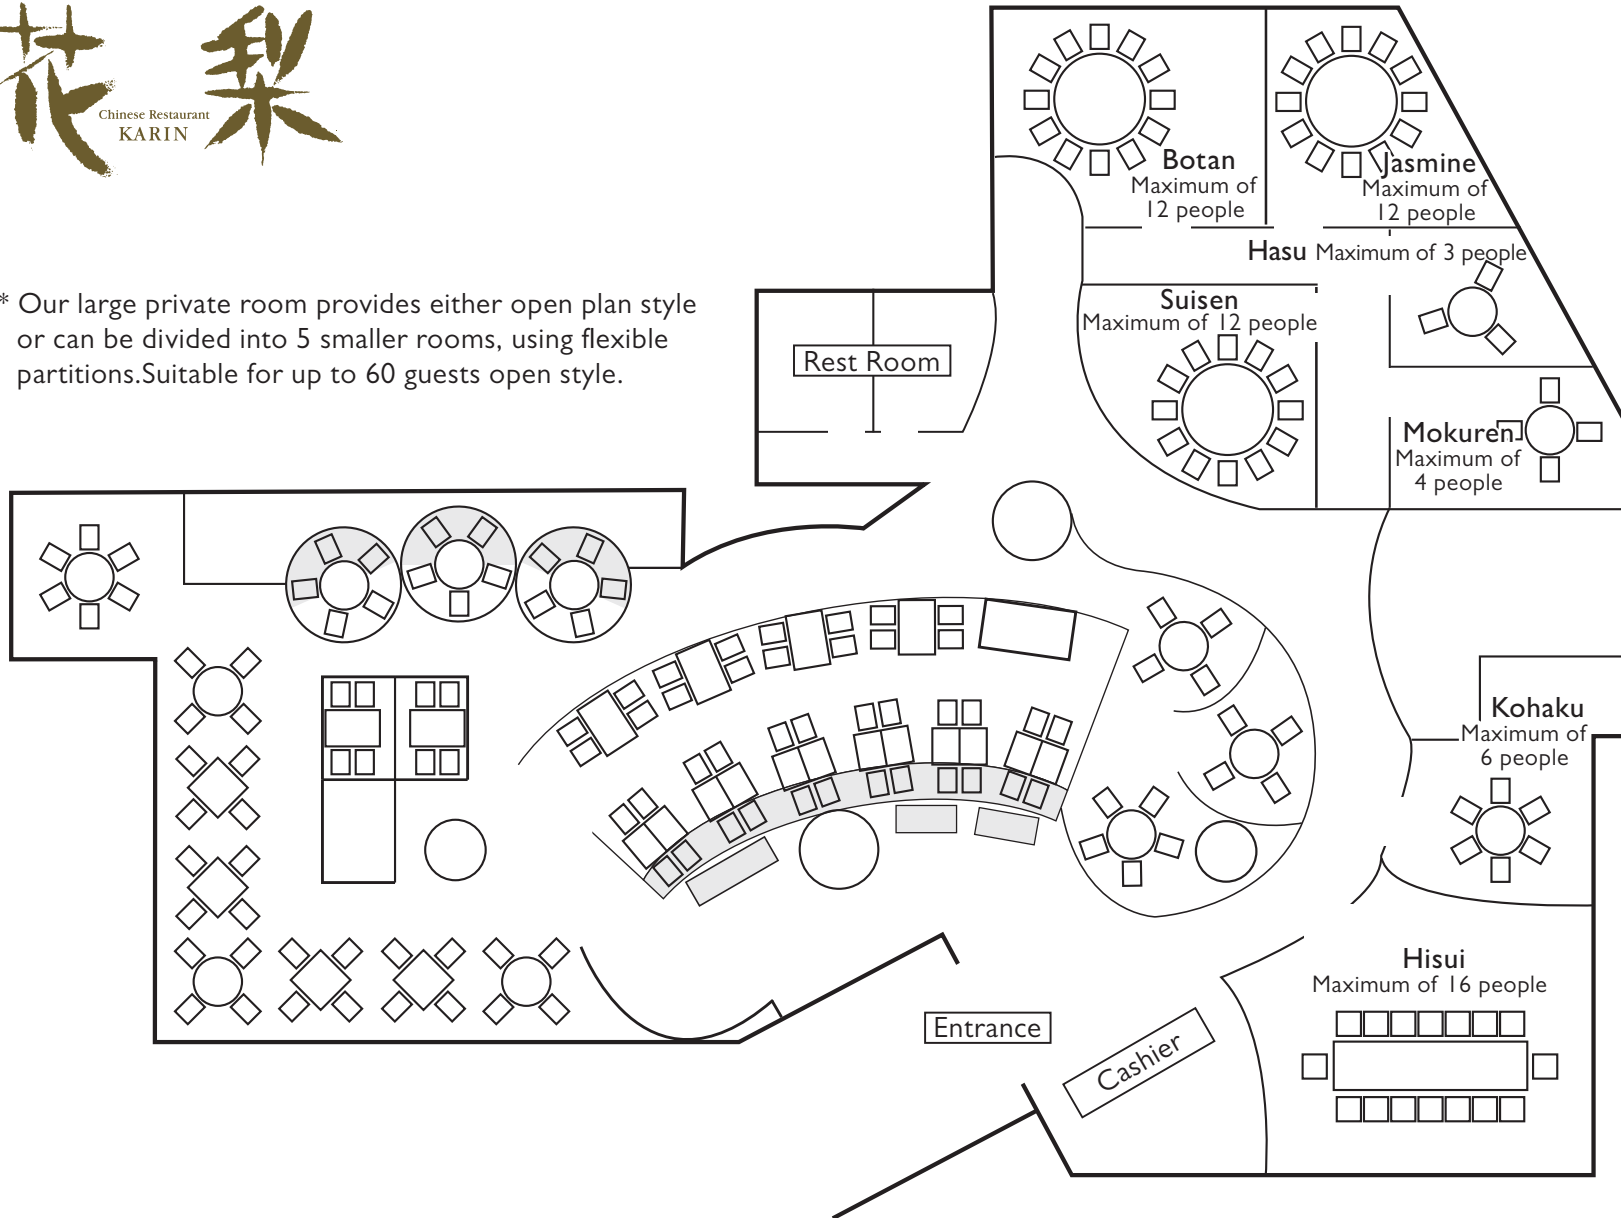 花 梨
Chinese Restaurant
KARIN
* Our large private room provides either open plan style
or can be divided into 5 smaller rooms, using flexible
partitions.Suitable for up to 60 guests open style.
Botan
Maximum of
12 people
Jasmine
Maximum of
12 people
Hasu Maximum of 3 people
Suisen
Maximum of 12 people
Rest Room
Mokuren
Maximum of
4 people
Kohaku
Maximum of
6 people
Hisui
Maximum of 16 people
Entrance
Cashier